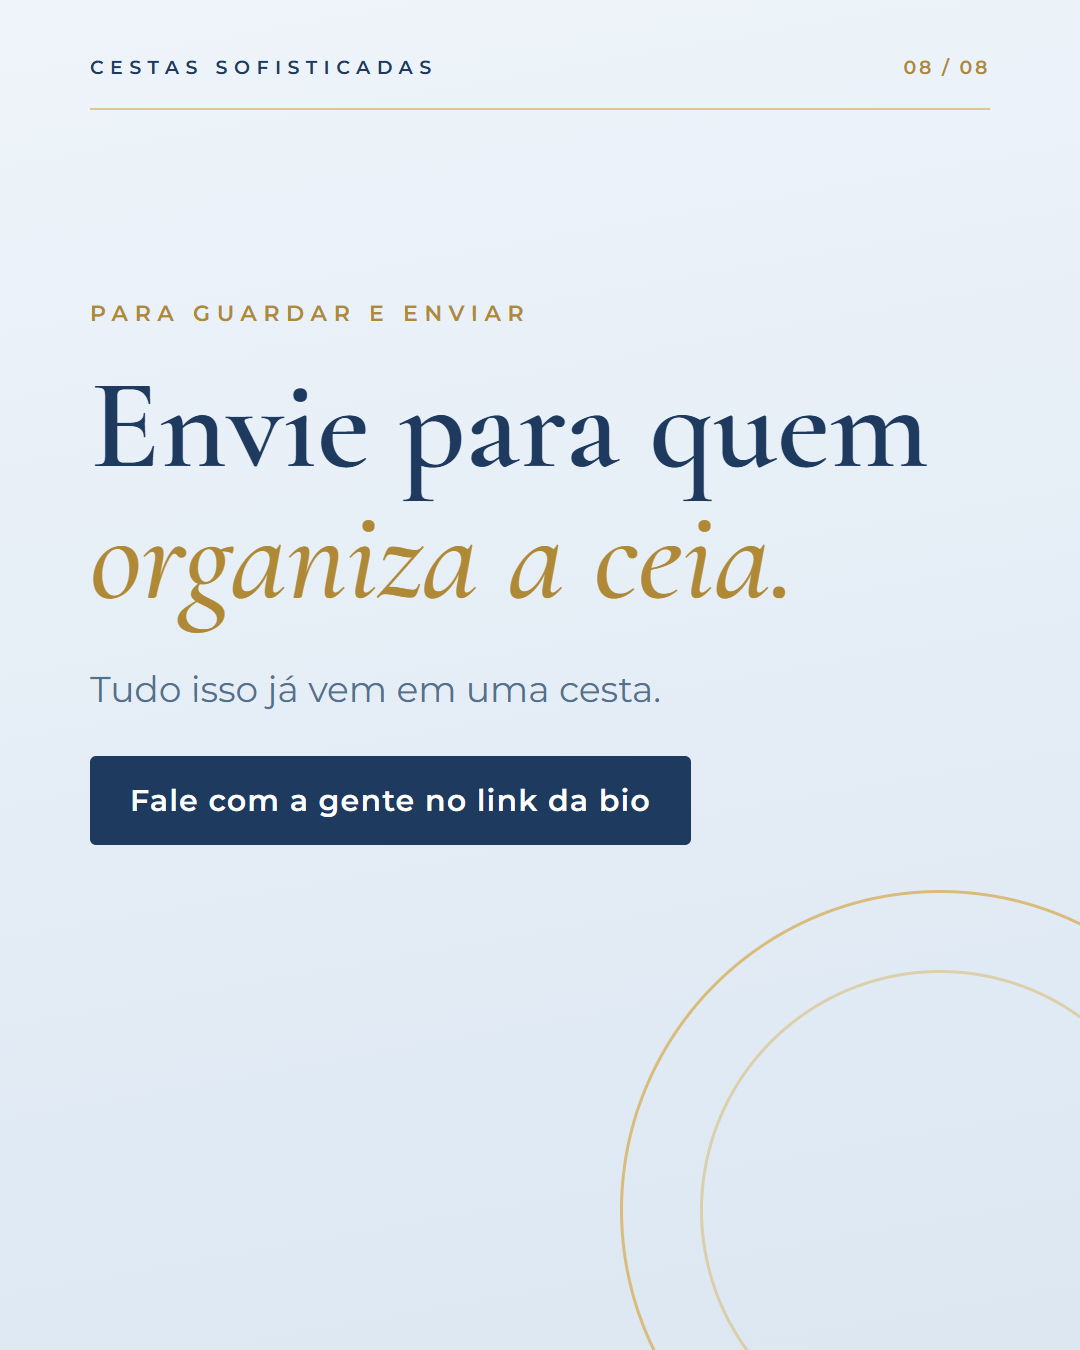 CESTAS SOFISTICADAS
08 / 08
PARA GUARDAR E ENVIAR
Envie para quem
organiza a ceia.
Tudo isso já vem em uma cesta.
Fale com a gente no link da bio